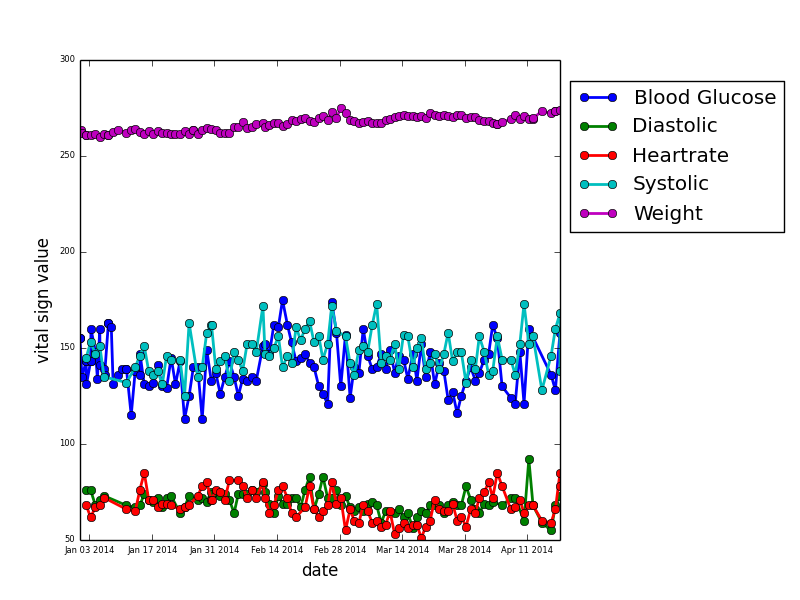 300
250
200
150
100
50
vital sign value
Jan 03 2014 Jan 17 2014 Jan 31 2014 Feb 14 2014 Feb 28 2014 Mar 14 2014 Mar 28 2014 Apr 11 2014
date
Blood Glucose
Diastolic
Heartrate
Systolic
Weight